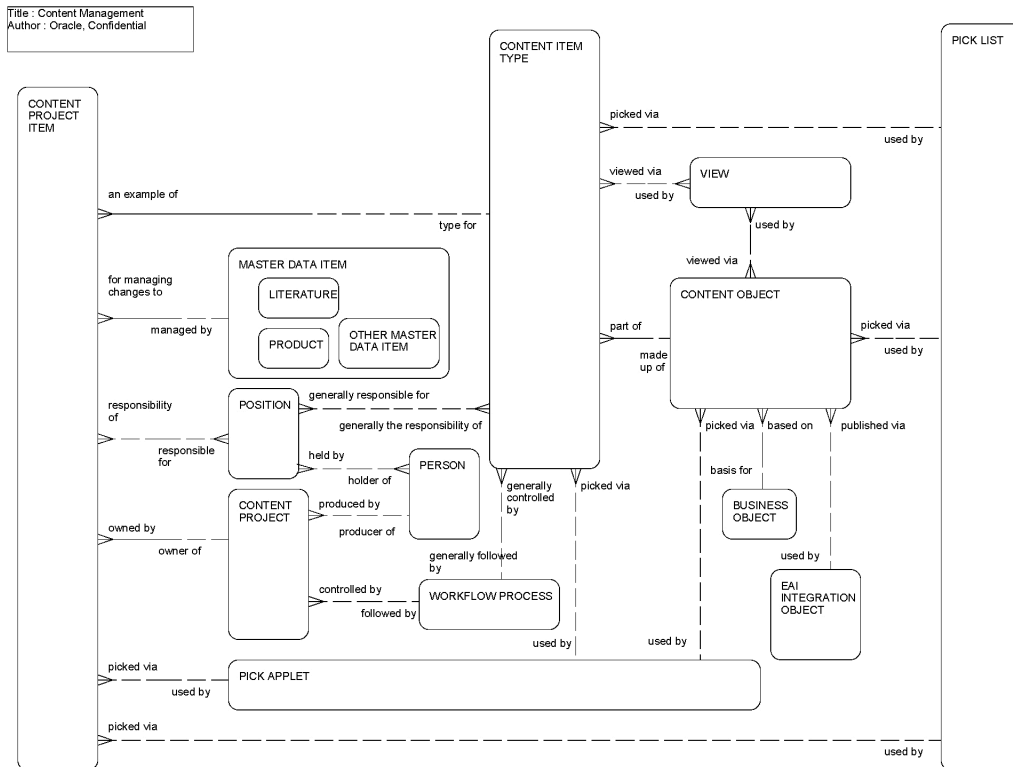 Title : Content Management
Author : Oracle, Confidential
CONTENT ITEM
TYPE
PICK LIST
CONTENT
PROJECT
ITEM
picked via
used by
viewed via
used by
VIEW
used by
an example of
type for
viewed via
MASTER DATA ITEM
LITERATURE
PRODUCT
OTHER MASTER
DATA ITEM
for managing
changes to
managed by
CONTENT OBJECT
part of
made
up of
picked via
used by
responsibility
of
responsible
for
POSITION
generally responsible for
generally the responsibility of
held by
holder of
PERSON
picked via
based on
published via
basis for
BUSINESS
OBJECT
used by
EAI
INTEGRATION
OBJECT
generally
controlled
by
picked via
CONTENT
PROJECT
produced by
producer of
owned by
owner of
generally followed
by
controlled by
followed by
WORKFLOW PROCESS
used by
used by
picked via
used by
PICK APPLET
picked via
used by